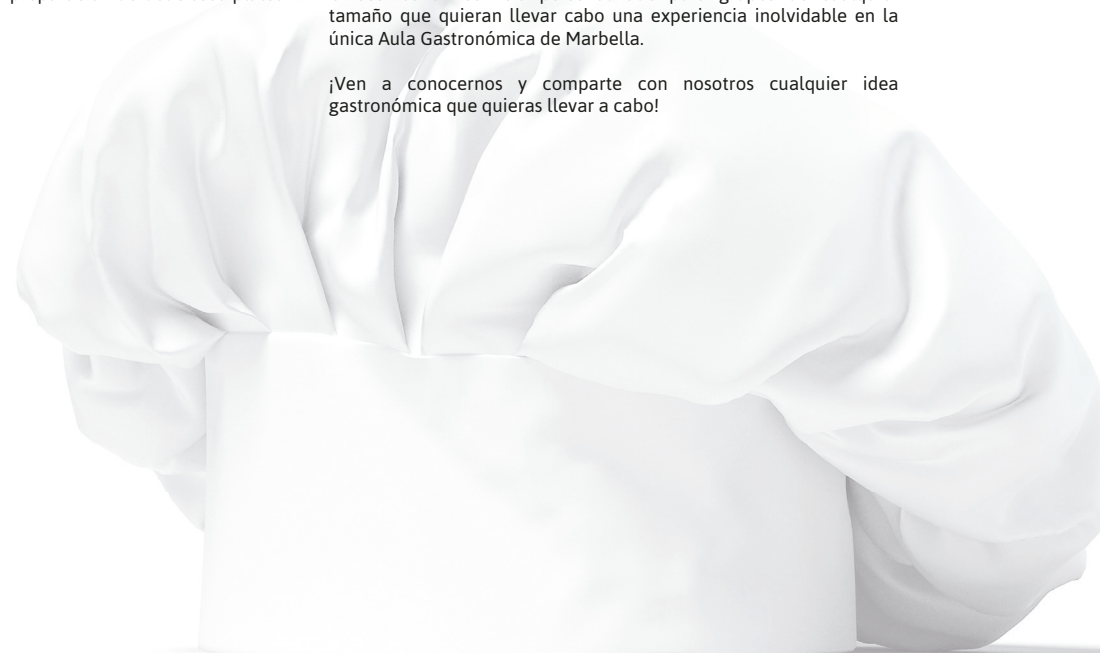 tamaño que quieran llevar cabo una experiencia inolvidable en la
única Aula Gastronómica de Marbella.
¡Ven a conocernos y comparte con nosotros cualquier idea
gastronómica que quieras llevar a cabo!